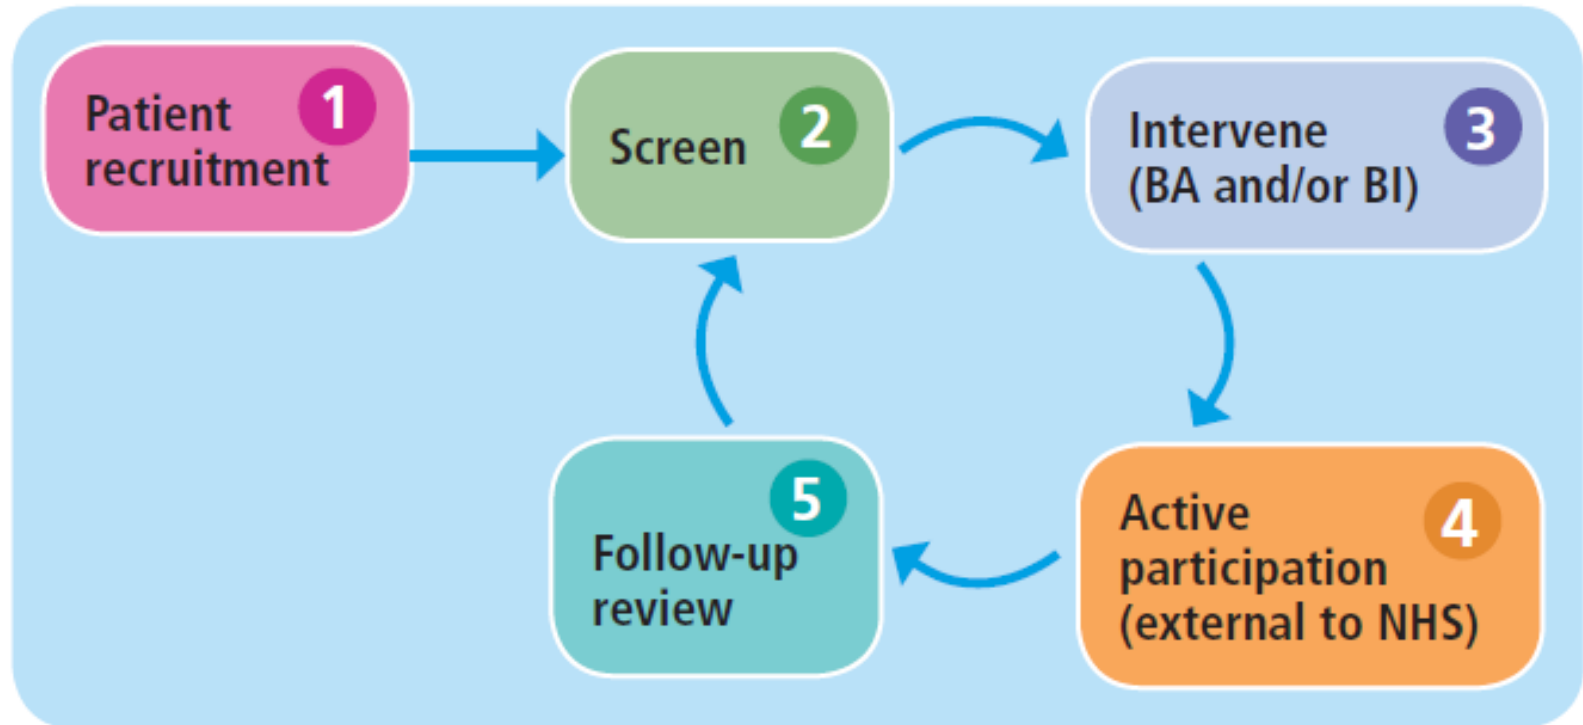 Patient
recruitment
1
Screen
2
Intervene
(BA and/or BI)
3
Active
participation
(external to NHS)
4
Follow-up
review
5